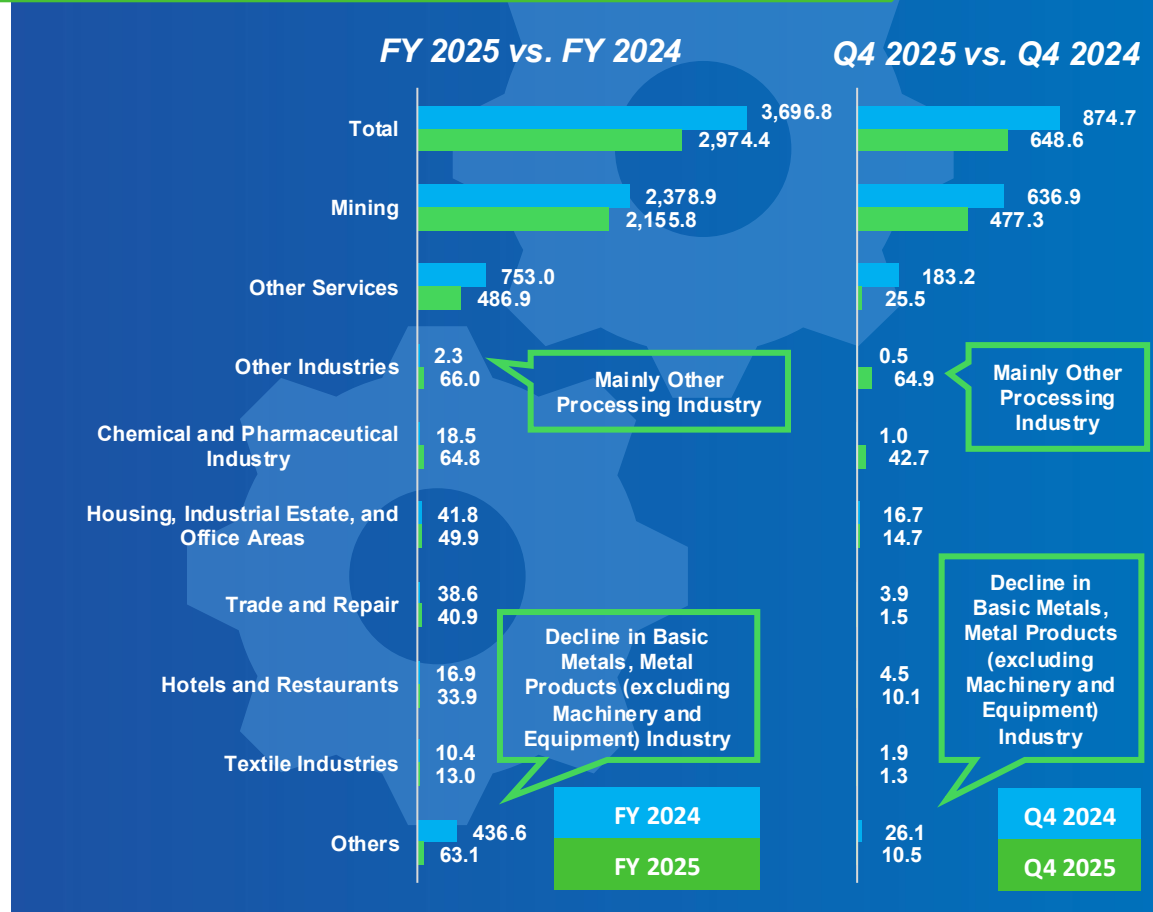 FY 2025 vs. FY 2024
Q4 2025 vs. Q4 2024
Total
3,696.8
2,974.4
874.7
648.6
Mining
2,378.9
2,155.8
636.9
477.3
Other Services
753.0
486.9
183.2
25.5
Other Industries
2.3
66.0
Mainly Other
Processing Industry
0.5
64.9
Mainly Other
Processing
Industry
Chemical and Pharmaceutical
Industry
18.5
64.8
1.0
42.7
Housing, Industrial Estate, and
Office Areas
41.8
49.9
16.7
14.7
Trade and Repair
38.6
40.9
3.9
1.5
Decline in Basic
Metals, Metal
Products (excluding
Machinery and
Equipment) Industry
Decline in
Basic Metals,
Metal Products
(excluding
Machinery and
Equipment)
Industry
Hotels and Restaurants
16.9
33.9
4.5
10.1
Textile Industries
10.4
13.0
1.9
1.3
Others
436.6
63.1
26.1
10.5
FY 2024
FY 2025
Q4 2024
Q4 2025